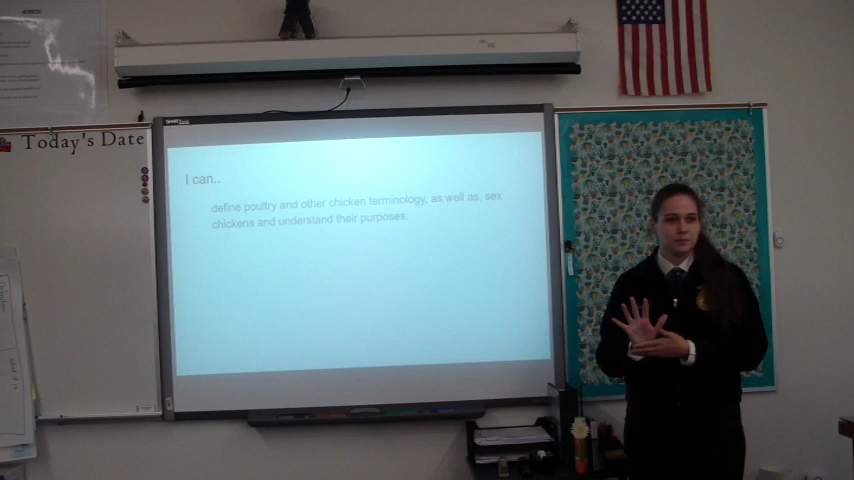 Today's Date
I can..
define poultry and other chicken terminology, as well as, sex
chickens and understand their purposes.